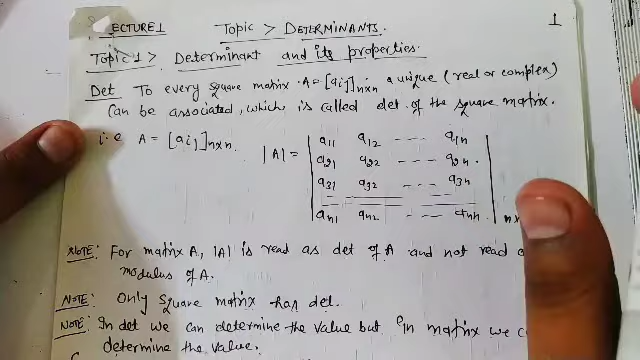 LECTURE 1 Topic > DETERMINANTS. 1
Topic 1 > Determinant and its properties.
Det To every square matrix A = [aij]n×n a unique (real or complex)
can be associated, which is called det. of the square matrix.
i.e A = [aij]n×n. |A| =
a11 a12 ---- a1n
a21 a22 --- a2n
a31 a32 --- a3n
an1 an2 --- ann
NOTE: For matrix A, |A| is read as det of A and not read
modulus of A.
NOTE: Only square matrix has det.
NOTE: In det we can determine the value but in matrix we
determine the value.